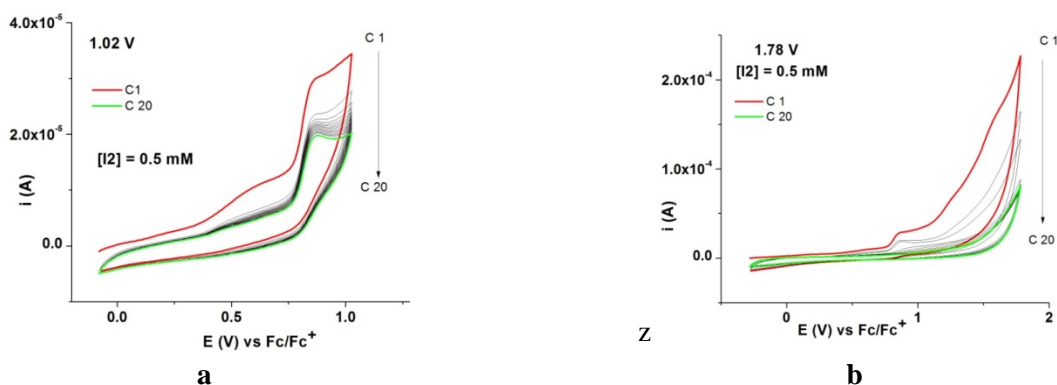 4.0x10⁻⁵
1.02 V
C 1
C1
C 20
2.0x10⁻⁵
[I2] = 0.5 mM
C 20
i (A)
0.0
0.0 0.5 1.0
E (V) vs Fc/Fc⁺
a
1.78 V
C 1
[I2] = 0.5 mM
2.0x10⁻⁴
C 1
C 20
1.0x10⁻⁴
i (A)
C 20
0.0
0 1 2
E (V) vs Fc/Fc⁺
z
b